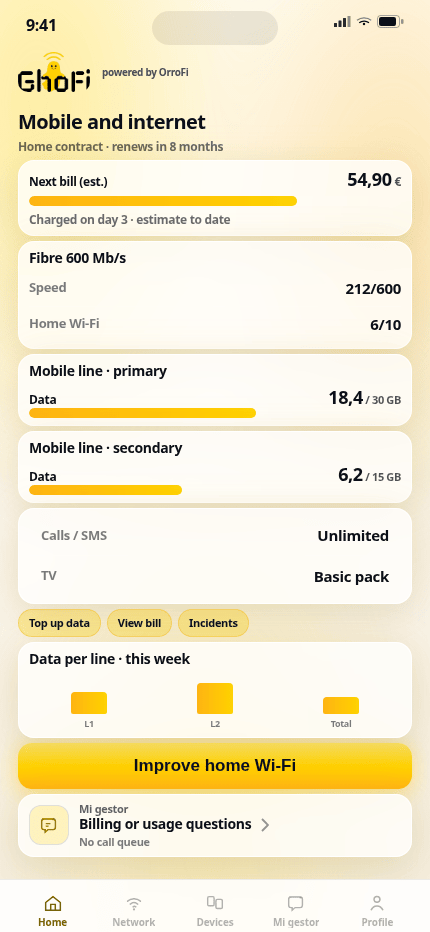 9:41
GhoFi powered by OrroFi
Mobile and internet
Home contract · renews in 8 months
Next bill (est.) 54,90 €
Charged on day 3 · estimate to date
Fibre 600 Mb/s
Speed 212/600
Home Wi-Fi 6/10
Mobile line · primary
Data 18,4 / 30 GB
Mobile line · secondary
Data 6,2 / 15 GB
Calls / SMS Unlimited
TV Basic pack
Top up data View bill Incidents
Data per line · this week
L1 L2 Total
Improve home Wi-Fi
Mi gestor
Billing or usage questions
No call queue
Home Network Devices Mi gestor Profile